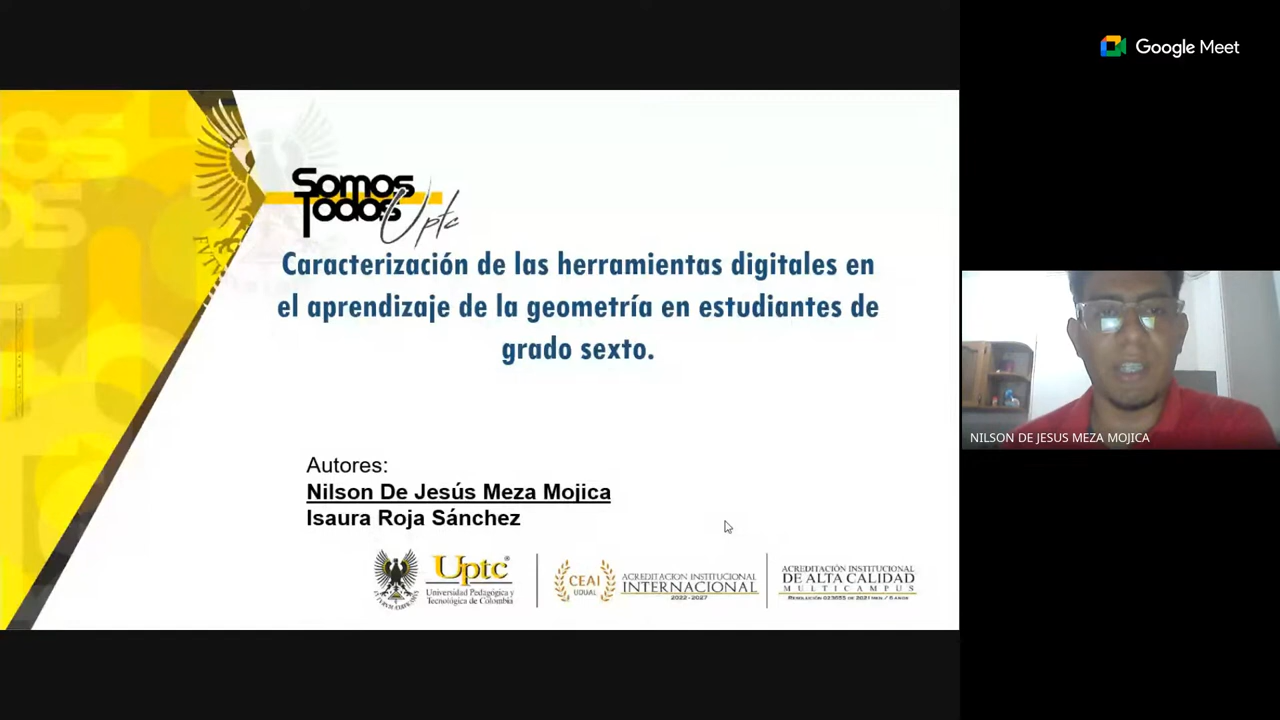 Google Meet
Somos
Todos
Uptc
Caracterización de las herramientas digitales en
el aprendizaje de la geometría en estudiantes de
grado sexto.
NILSON DE JESUS MEZA MOJICA
Autores:
Nilson De Jesús Meza Mojica
Isaura Roja Sánchez
Uptc®
Universidad Pedagógica y
Tecnológica de Colombia
CEAI
UDUAL
ACREDITACIÓN INSTITUCIONAL
INTERNACIONAL
2022-2027
ACREDITACIÓN INSTITUCIONAL
DE ALTA CALIDAD
MULTICAMPUS